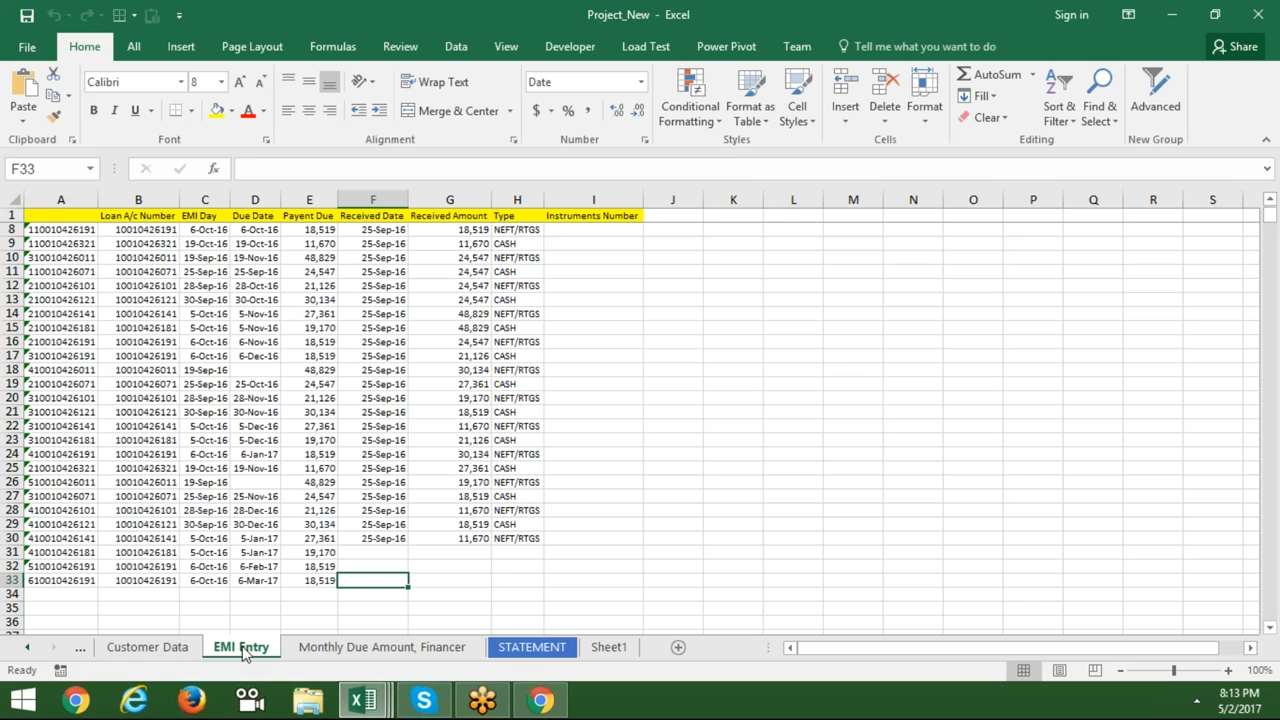 Project_New - Excel
Sign in
File Home All Insert Page Layout Formulas Review Data View Developer Load Test Power Pivot Team Tell me what you want to do Share
Paste
Calibri 8
Wrap Text
Date
Conditional Formatting
Format as Table
Cell Styles
Insert
Delete
Format
AutoSum
Fill
Clear
Sort & Filter
Find & Select
Advanced
B I U
Merge & Center
$ % ,
Clipboard Font Alignment Number Styles Cells Editing New Group
F33 fx
A B C D E F G H I J K L M N O P Q R S
1 Loan A/c Number EMI Day Due Date Payent Due Received Date Received Amount Type Instruments Number
8 110010426191 10010426191 6-Oct-16 6-Oct-16 18,519 25-Sep-16 18,519 NEFT/RTGS
9 110010426321 10010426321 19-Oct-16 19-Oct-16 11,670 25-Sep-16 11,670 CASH
10 310010426011 10010426011 19-Sep-16 19-Nov-16 48,829 25-Sep-16 24,547 NEFT/RTGS
11 110010426071 10010426071 25-Sep-16 25-Sep-16 24,547 25-Sep-16 24,547 CASH
12 210010426101 10010426101 28-Sep-16 28-Oct-16 21,126 25-Sep-16 24,547 NEFT/RTGS
13 210010426121 10010426121 30-Sep-16 30-Oct-16 30,134 25-Sep-16 24,547 CASH
14 210010426141 10010426141 5-Oct-16 5-Nov-16 27,361 25-Sep-16 48,829 NEFT/RTGS
15 210010426181 10010426181 5-Oct-16 5-Nov-16 19,170 25-Sep-16 48,829 CASH
16 210010426191 10010426191 6-Oct-16 6-Nov-16 18,519 25-Sep-16 24,547 NEFT/RTGS
17 310010426191 10010426191 6-Oct-16 6-Dec-16 18,519 25-Sep-16 21,126 CASH
18 410010426011 10010426011 19-Sep-16 48,829 25-Sep-16 30,134 NEFT/RTGS
19 210010426071 10010426071 25-Sep-16 25-Oct-16 24,547 25-Sep-16 27,361 CASH
20 310010426101 10010426101 28-Sep-16 28-Nov-16 21,126 25-Sep-16 19,170 NEFT/RTGS
21 310010426121 10010426121 30-Sep-16 30-Nov-16 30,134 25-Sep-16 18,519 CASH
22 310010426141 10010426141 5-Oct-16 5-Dec-16 27,361 25-Sep-16 11,670 NEFT/RTGS
23 310010426181 10010426181 5-Oct-16 5-Dec-16 19,170 25-Sep-16 21,126 CASH
24 410010426191 10010426191 6-Oct-16 6-Jan-17 18,519 25-Sep-16 30,134 NEFT/RTGS
25 210010426321 10010426321 19-Oct-16 19-Nov-16 11,670 25-Sep-16 27,361 CASH
26 510010426011 10010426011 19-Sep-16 48,829 25-Sep-16 19,170 NEFT/RTGS
27 310010426071 10010426071 25-Sep-16 25-Nov-16 24,547 25-Sep-16 18,519 CASH
28 410010426101 10010426101 28-Sep-16 28-Dec-16 21,126 25-Sep-16 11,670 NEFT/RTGS
29 410010426121 10010426121 30-Sep-16 30-Dec-16 30,134 25-Sep-16 18,519 CASH
30 410010426141 10010426141 5-Oct-16 5-Jan-17 27,361 25-Sep-16 11,670 NEFT/RTGS
31 410010426181 10010426181 5-Oct-16 5-Jan-17 19,170
32 510010426191 10010426191 6-Oct-16 6-Feb-17 18,519
33 610010426191 10010426191 6-Oct-16 6-Mar-17 18,519
34
35
36
... Customer Data EMI Entry Monthly Due Amount, Financer STATEMENT Sheet1
Ready 100%
8:13 PM
5/2/2017